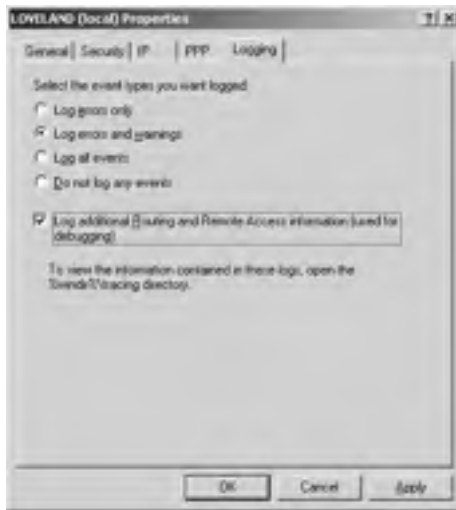 LOVELAND (local) Properties
General Security IP PPP Logging
Select the event types you want logged:
Log errors only
Log errors and warnings
Log all events
Do not log any events
Log additional Routing and Remote Access information (used for
debugging)
To view the information contained in these logs, open the
%windir%\tracing directory.
OK Cancel Apply